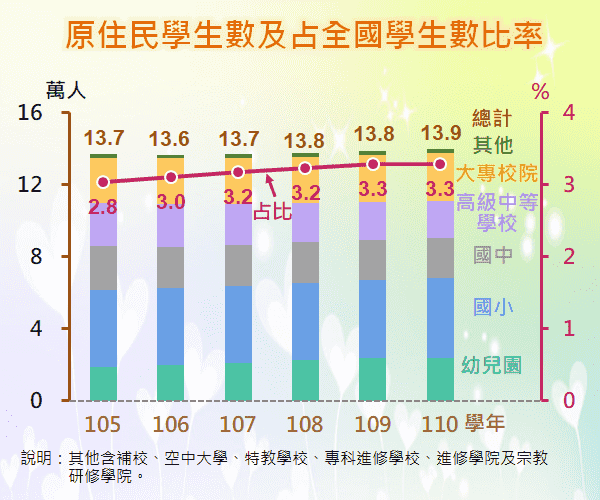 原住民學生數及占全國學生數比率
萬人
%
16
4
總計
13.7
13.6
13.7
13.8
13.8
13.9
其他
大專校院
12
3
2.8
3.0
3.2
3.2
3.3
3.3
占比
高級中等
學校
8
2
國中
國小
4
1
幼兒園
0
0
105
106
107
108
109
110
學年
說明：其他含補校、空中大學、特教學校、專科進修學校、進修學院及宗教
研修學院。